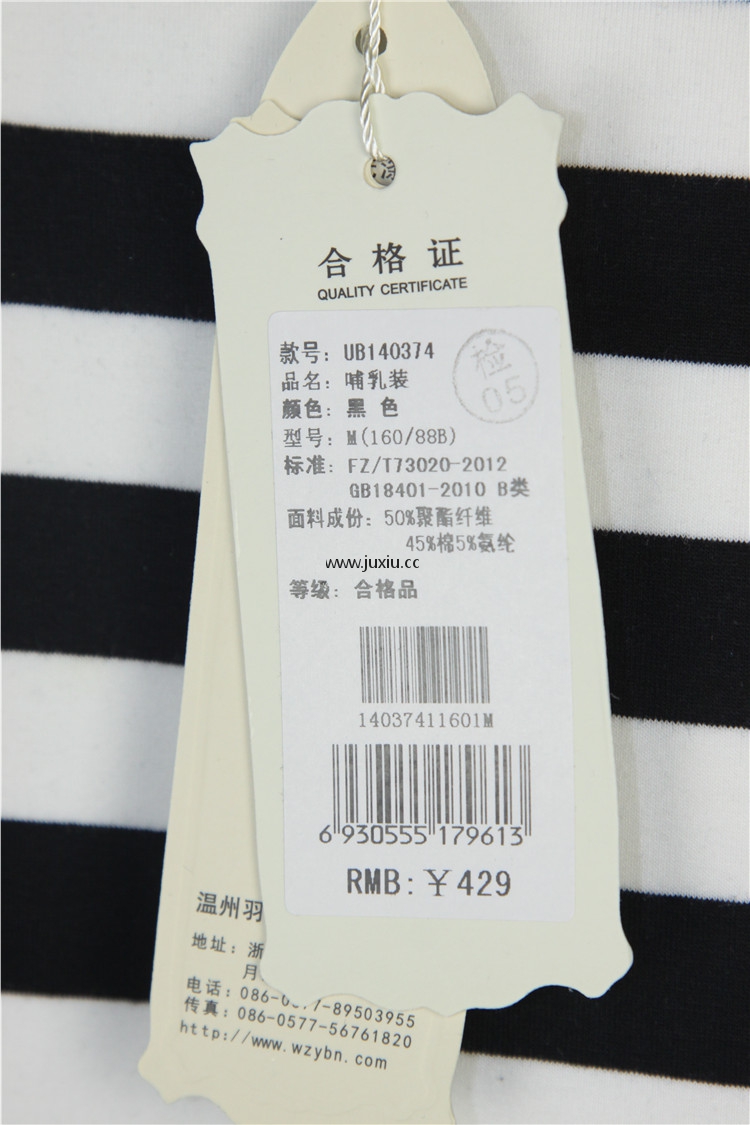 合格证
QUALITY CERTIFICATE
款号: UB140374
品名: 哺乳装
颜色: 黑 色
型号: M(160/88B)
标准: FZ/T73020-2012
GB18401-2010 B类
面料成份: 50%聚酯纤维
45%棉5%氨纶
等级: 合格品
检
05
www.juxiu.cc
14037411601M
6 930555 179613
RMB: ￥429
温州羽
地址: 浙
月
电话: 086-0577-89503955
传真: 086-0577-56761820
http://www.wzybn.com